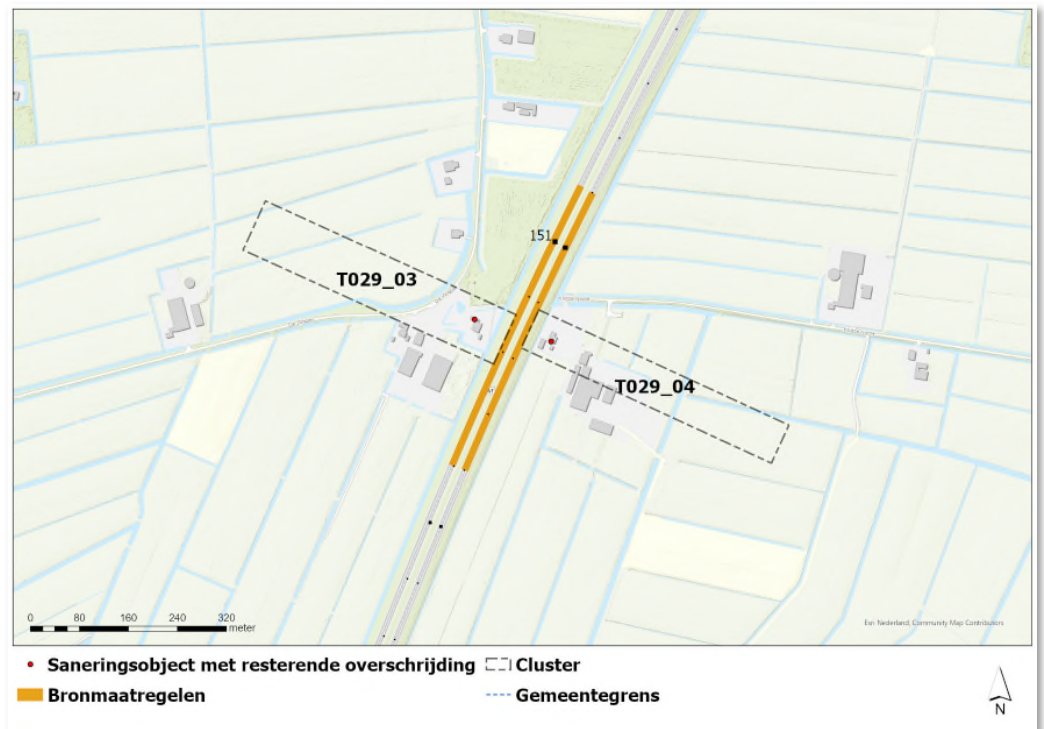 151
T029_03
T029_04
0 80 160 240 320
meter
Esri Nederland, Community Map Contributors
Saneringsobject met resterende overschrijding Cluster
Bronmaatregelen Gemeentegrens
N